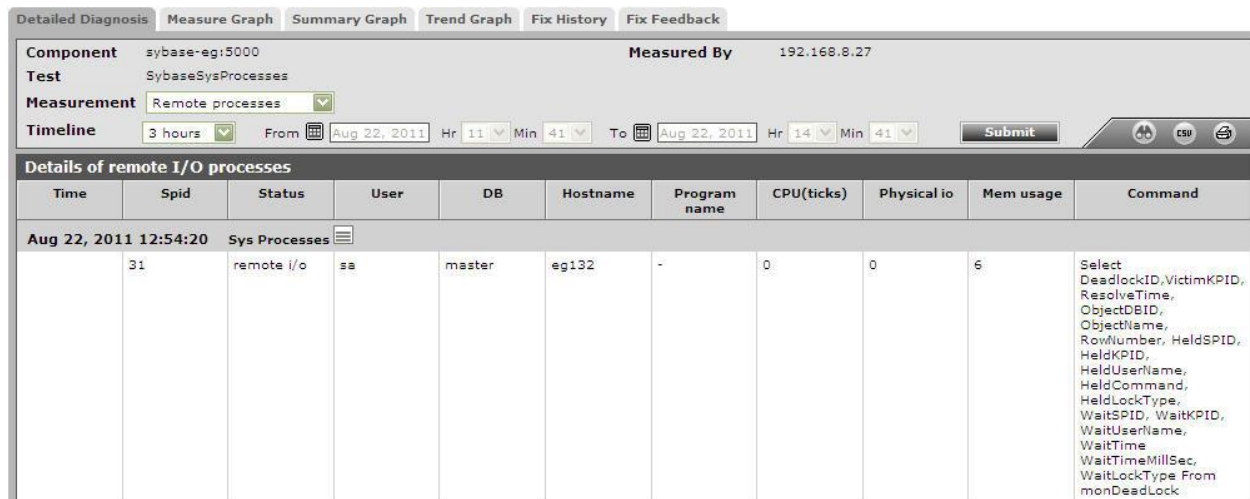 Detailed Diagnosis Measure Graph Summary Graph Trend Graph Fix History Fix Feedback
Component sybase-eg:5000 Measured By 192.168.8.27
Test SybaseSysProcesses
Measurement Remote processes
Timeline 3 hours From Aug 22, 2011 Hr 11 Min 41 To Aug 22, 2011 Hr 14 Min 41 Submit CSV
Details of remote I/O processes
Time Spid Status User DB Hostname Program name CPU(ticks) Physical io Mem usage Command
Aug 22, 2011 12:54:20 Sys Processes
31 remote i/o sa master eg132 - 0 0 6 Select
DeadlockID,VictimKPID,
ResolveTime,
ObjectDBID,
ObjectName,
RowNumber, HeldSPID,
HeldKPID,
HeldUserName,
HeldCommand,
HeldLockType,
WaitSPID, WaitKPID,
WaitUserName,
WaitTime
WaitTimeMillSec,
WaitLockType From
monDeadLock